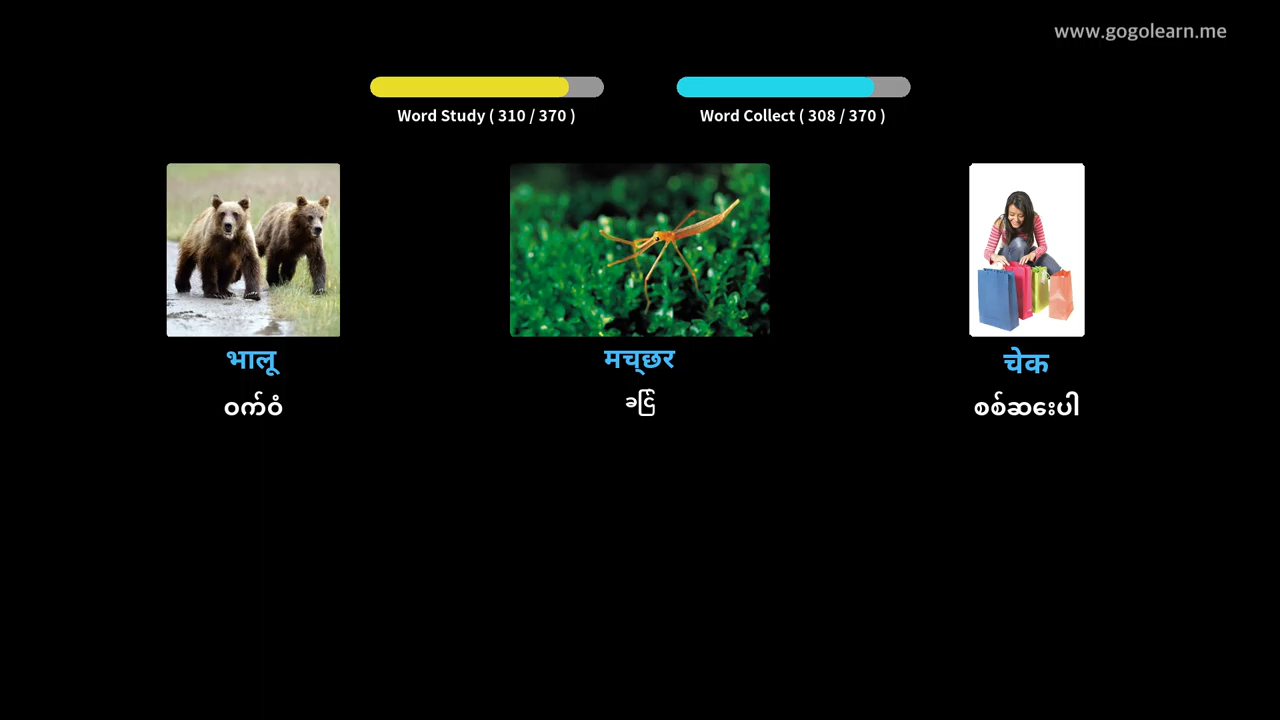 www.gogolearn.me
Word Study ( 310 / 370 )
Word Collect ( 308 / 370 )
भालू
मच्छर
चेक
ဝက်ဝံ
ခြင်
စစ်ဆေးပါ